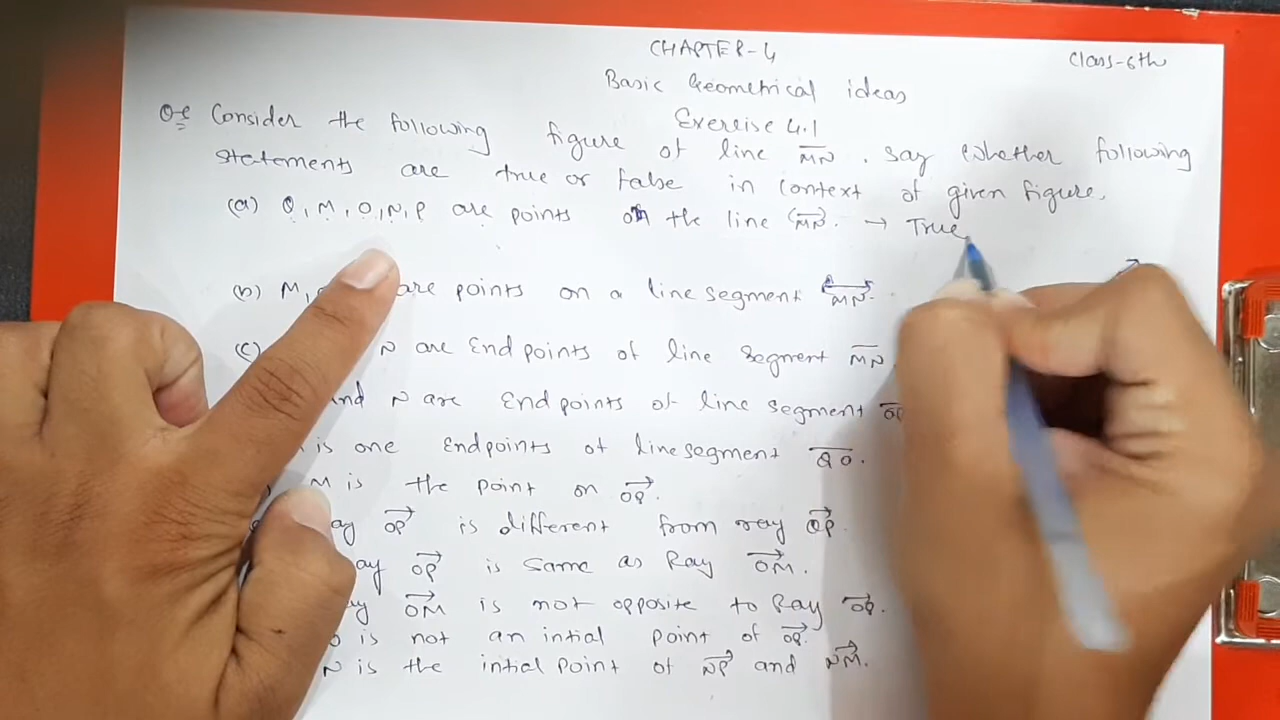 CHAPTER-4
Class-6th
Basic Geometrical ideas
Exercise 4.1
Consider the following figure of line MN. Say Whether following
statements are true or false in context of given figure.
(a) Q, M, O, N, P are points on the line MN. → True
(b) M, are points on a line segment MN.
(c) N are End points of line segment MN
and N are End points of line segment
is one Endpoints of line segment QO.
M is the point on OP.
ay OP is different from ray QP.
ay OP is same as Ray OM.
y OM is not opposite to Ray OP.
O is not an intial point of OP.
N is the intial point of NP and NM.